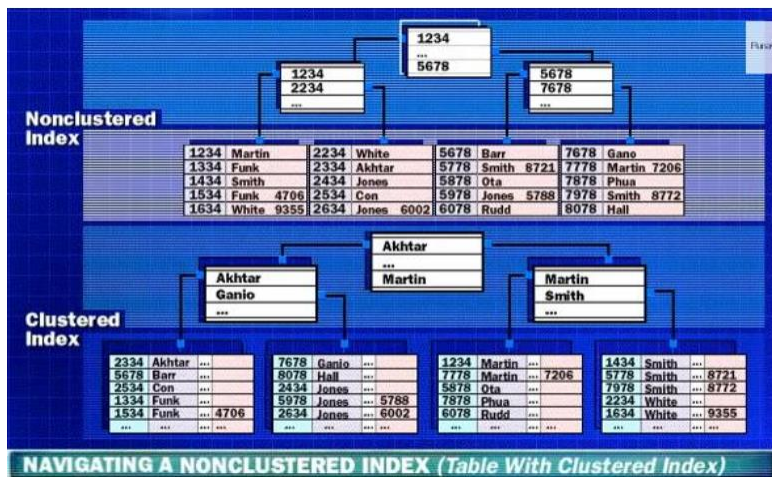 1234
...
5678
1234
2234
...
5678
7678
...
Nonclustered
Index
1234 Martin 2234 White 5678 Barr 7678 Gano
1334 Funk 2334 Akhtar 5778 Smith 8721 7778 Martin 7206
1434 Smith 2434 Jones 5878 Ota 7878 Phua
1534 Funk 4706 2534 Con 5978 Jones 5788 7978 Smith 8772
1634 White 9355 2634 Jones 6002 6078 Rudd 8078 Hall
Akhtar
...
Martin
Akhtar
Ganio
...
Martin
Smith
...
Clustered
Index
2334 Akhtar ... 7678 Ganio ... 1234 Martin ... 1434 Smith ...
5678 Barr ... 8078 Hall ... 7778 Martin ... 7206 5778 Smith ... 8721
2534 Con ... 2434 Jones ... 5878 Ota ... 7978 Smith ... 8772
1334 Funk ... 5978 Jones ... 5788 7878 Phua ... 2234 White ...
1534 Funk ... 4706 2634 Jones ... 6002 6078 Rudd ... 1634 White ... 9355
... ... ... ... ... ... ... ... ... ... ... ... ... ... ... ...
NAVIGATING A NONCLUSTERED INDEX (Table With Clustered Index)